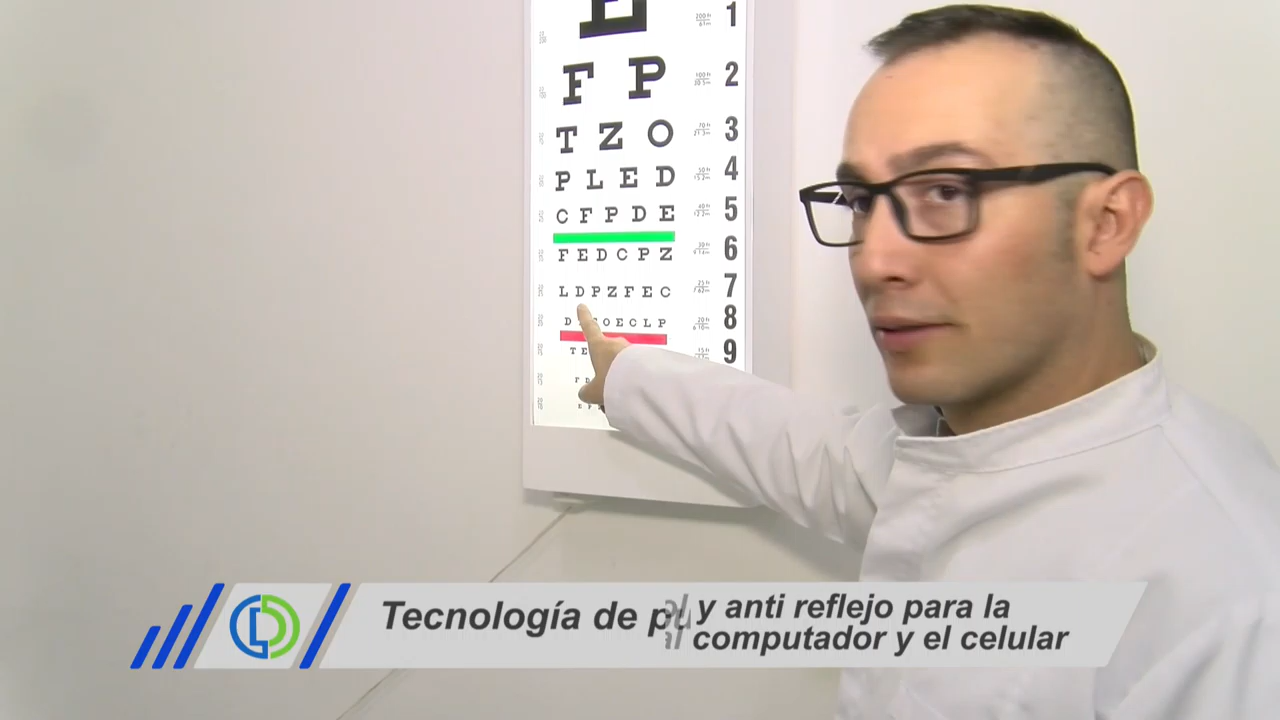 E 1
F P 2
T Z O 3
P L E D 4
C F P D E 5
F E D C P Z 6
L D P Z F E C 7
D O E C L P 8
T E 9
F D
E P
Tecnología de
y anti reflejo para la
computador y el celular